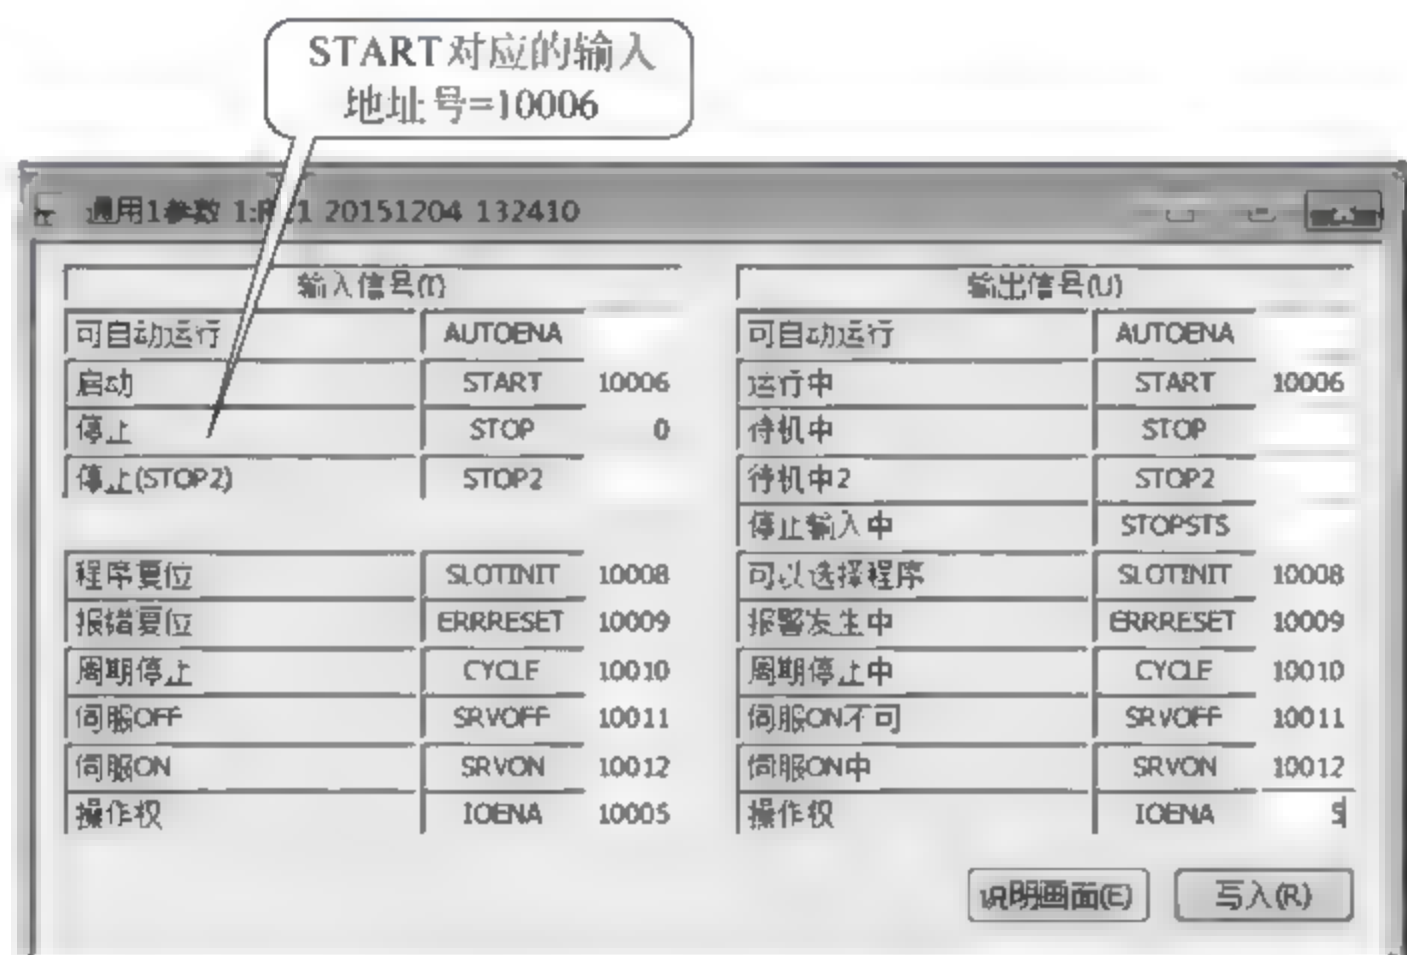 START对应的输入
地址号=10006
通用1参数 1:R 21 20151204 132410
输入信号(I)
可自动运行 AUTOENA
启动 START 10006
停止 STOP 0
停止(STOP2) STOP2
程序复位 SLOTINIT 10008
报错复位 ERRRESET 10009
周期停止 CYCLE 10010
伺服OFF SRVOFF 10011
伺服ON SRVON 10012
操作权 IOENA 10005
输出信号(U)
可自动运行 AUTOENA
运行中 START 10006
待机中 STOP
待机中2 STOP2
停止输入中 STOPSTS
可以选择程序 SLOTINIT 10008
报警发生中 ERRRESET 10009
周期停止中 CYCLE 10010
伺服ON不可 SRVOFF 10011
伺服ON中 SRVON 10012
操作权 IOENA 5
说明画面(E) 写入(R)